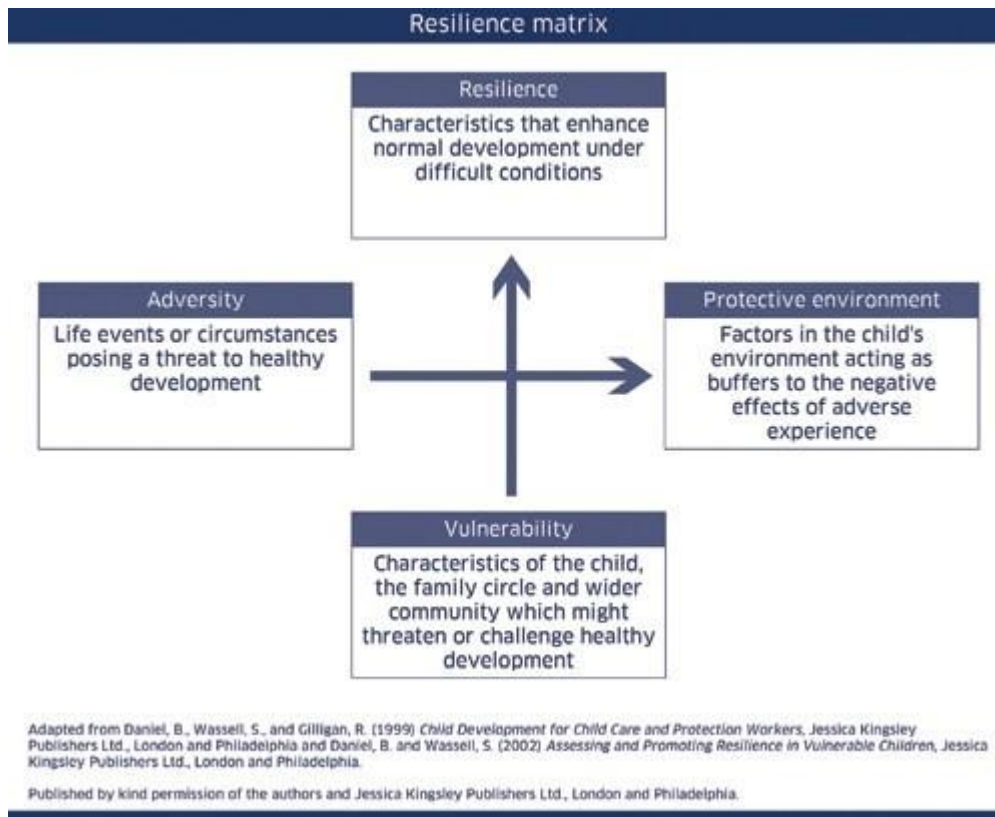 Resilience matrix
Resilience
Characteristics that enhance
normal development under
difficult conditions
Adversity
Life events or circumstances
posing a threat to healthy
development
Protective environment
Factors in the child's
environment acting as
buffers to the negative
effects of adverse
experience
Vulnerability
Characteristics of the child,
the family circle and wider
community which might
threaten or challenge healthy
development
Adapted from Daniel, B., Wassell, S., and Gilligan, R. (1999) Child Development for Child Care and Protection Workers, Jessica Kingsley
Publishers Ltd., London and Philadelphia and Daniel, B. and Wassell, S. (2002) Assessing and Promoting Resilience in Vulnerable Children, Jessica
Kingsley Publishers Ltd., London and Philadelphia.
Published by kind permission of the authors and Jessica Kingsley Publishers Ltd., London and Philadelphia.